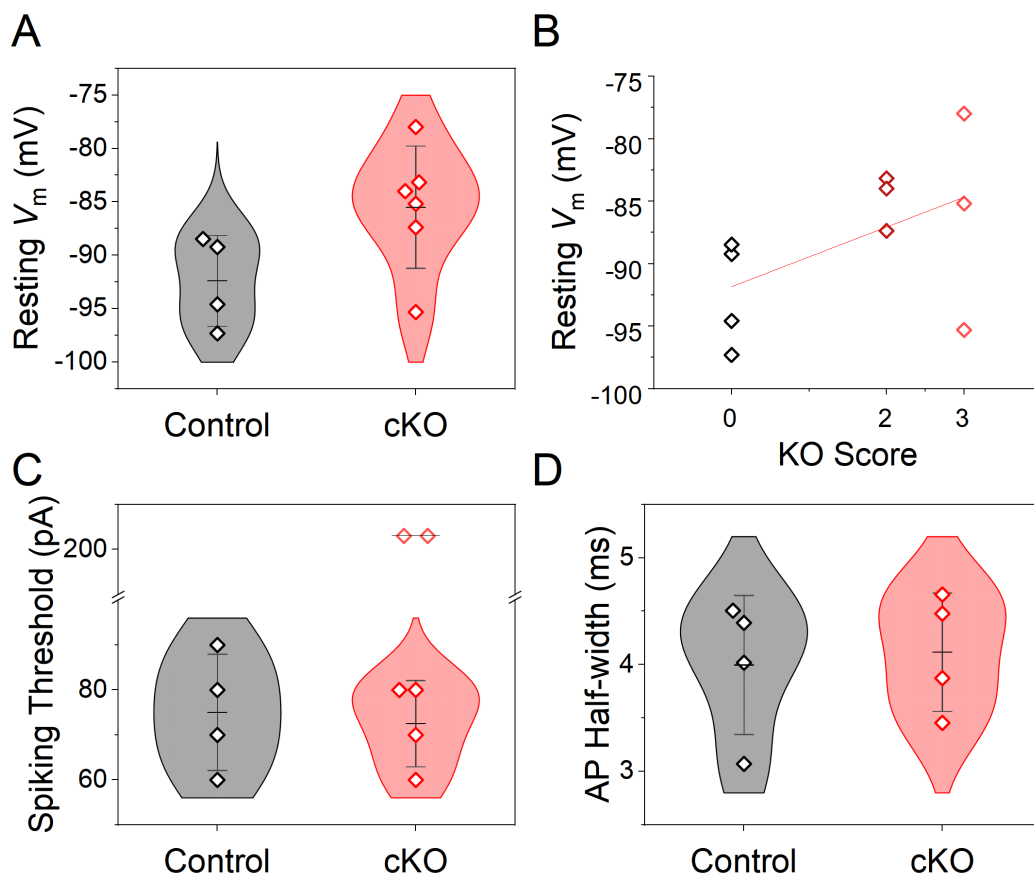 A
Resting Vm (mV)
-75
-80
-85
-90
-95
-100
Control
cKO
B
Resting Vm (mV)
-75
-80
-85
-90
-95
-100
0
2
3
KO Score
C
Spiking Threshold (pA)
200
80
60
Control
cKO
D
AP Half-width (ms)
5
4
3
Control
cKO